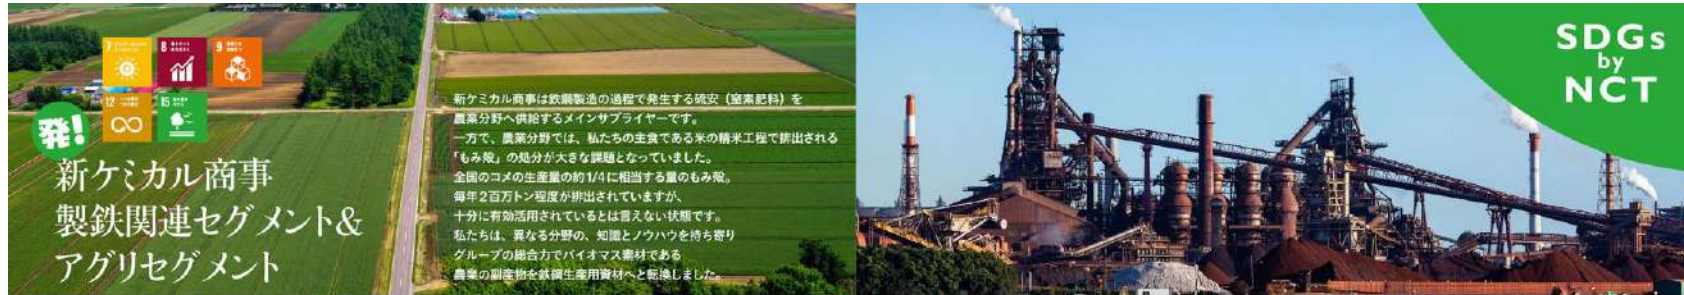 7
8
9
12
15
発!
新ケミカル商事
製鉄関連セグメント&
アグリセグメント
新ケミカル商事は鉄鋼製造の過程で発生する硫安（窒素肥料）を
農業分野へ供給するメインサプライヤーです。
一方で、農業分野では、私たちの主食である米の精米工程で排出される
「もみ殻」の処分が大きな課題となっていました。
全国のコメの生産量の約1/4に相当する量のもみ殻。
毎年2百万トン程度が排出されていますが、
十分に有効活用されているとは言えない状態です。
私たちは、異なる分野の、知識とノウハウを持ち寄り
グループの総合力でバイオマス素材である
農業の副産物を鉄鋼生産用資材へと転換しました。
SDGs
by
NCT